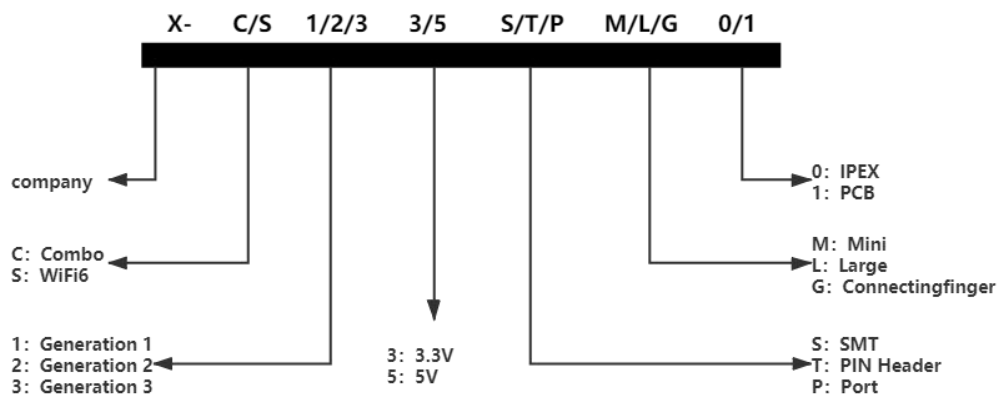 X- C/S 1/2/3 3/5 S/T/P M/L/G 0/1
company
C: Combo
S: WiFi6
1: Generation 1
2: Generation 2
3: Generation 3
3: 3.3V
5: 5V
0: IPEX
1: PCB
M: Mini
L: Large
G: Connectingfinger
S: SMT
T: PIN Header
P: Port